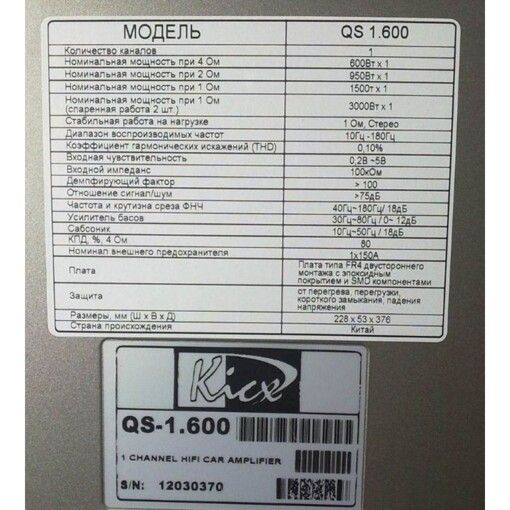 МОДЕЛЬ QS 1.600
Количество каналов 1
Номинальная мощность при 4 Ом 600Вт x 1
Номинальная мощность при 2 Ом 950Вт x 1
Номинальная мощность при 1 Ом 1500т x 1
Номинальная мощность при 1 Ом
(спаренная работа 2 шт.) 3000Вт x 1
Стабильная работа на нагрузке 1 Ом, Стерео
Диапазон воспроизводимых частот 10Гц -180Гц
Коэффициент гармонических искажений (THD) 0,10%
Входная чувствительность 0,2В ~5В
Входной импеданс 100кОм
Демпфирующий фактор > 100
Отношение сигнал/шум >75дБ
Частота и крутизна среза ФНЧ 40Гц~180Гц/ 18дБ
Усилитель басов 30Гц~80Гц / 0~ 12дБ
Сабсоник 10Гц~50Гц / 18дБ
КПД, %, 4 Ом 80
Номинал внешнего предохранителя 1x150А
Плата Плата типа FR4 двустороннего
монтажа с эпоксидным
покрытием и SMD компонентами
Защита от перегрева, перегрузки,
короткого замыкания, падения
напряжения
Размеры, мм (Ш x В x Д) 228 x 53 x 376
Страна происхождения Китай
Kicx
QS-1.600
1 CHANNEL HIFI CAR AMPLIFIER
S/N: 12030370